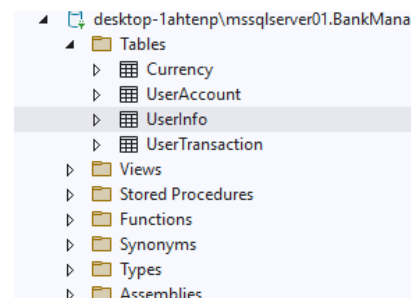 desktop-1ahtenp\mssqlserver01.BankMana
Tables
Currency
UserAccount
UserInfo
UserTransaction
Views
Stored Procedures
Functions
Synonyms
Types
Assemblies